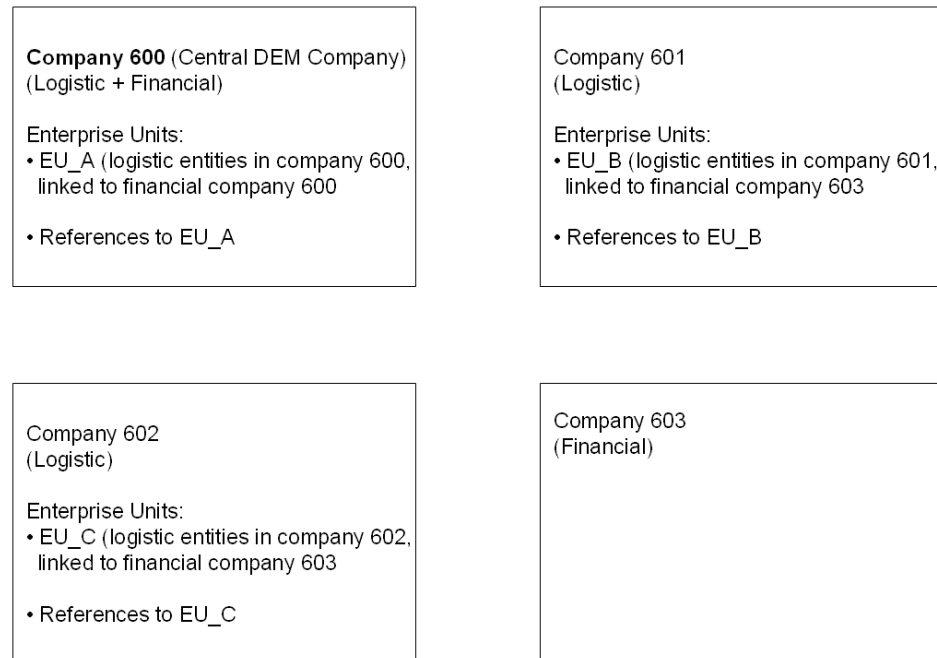 Company 600 (Central DEM Company)
(Logistic + Financial)
Enterprise Units:
• EU_A (logistic entities in company 600,
linked to financial company 600
• References to EU_A
Company 601
(Logistic)
Enterprise Units:
• EU_B (logistic entities in company 601,
linked to financial company 603
• References to EU_B
Company 602
(Logistic)
Enterprise Units:
• EU_C (logistic entities in company 602,
linked to financial company 603
• References to EU_C
Company 603
(Financial)